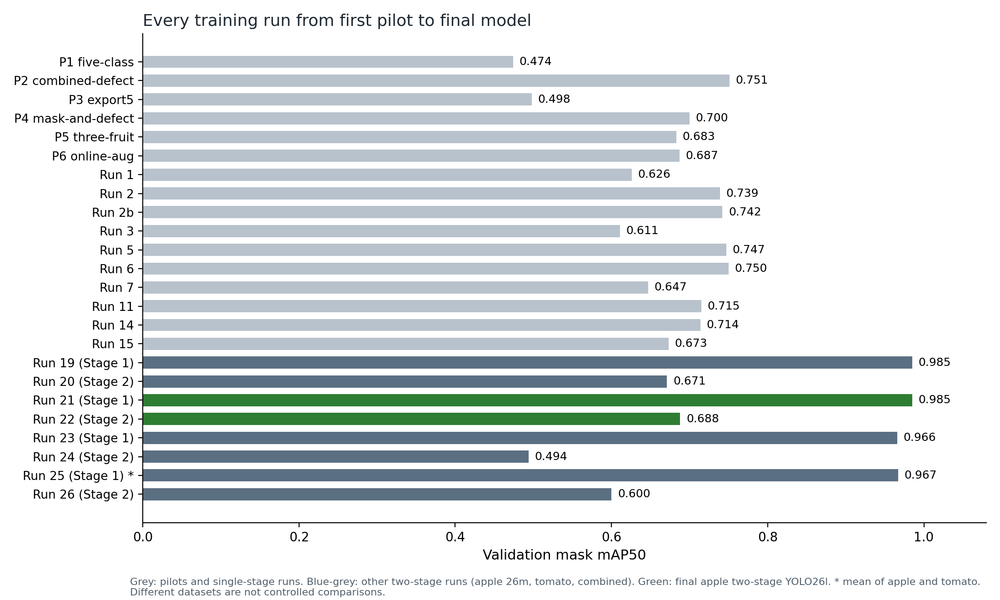 Every training run from first pilot to final model
P1 five-class 0.474
P2 combined-defect 0.751
P3 export5 0.498
P4 mask-and-defect 0.700
P5 three-fruit 0.683
P6 online-aug 0.687
Run 1 0.626
Run 2 0.739
Run 2b 0.742
Run 3 0.611
Run 5 0.747
Run 6 0.750
Run 7 0.647
Run 11 0.715
Run 14 0.714
Run 15 0.673
Run 19 (Stage 1) 0.985
Run 20 (Stage 2) 0.671
Run 21 (Stage 1) 0.985
Run 22 (Stage 2) 0.688
Run 23 (Stage 1) 0.966
Run 24 (Stage 2) 0.494
Run 25 (Stage 1) * 0.967
Run 26 (Stage 2) 0.600
0.0 0.2 0.4 0.6 0.8 1.0
Validation mask mAP50
Grey: pilots and single-stage runs. Blue-grey: other two-stage runs (apple 26m, tomato, combined). Green: final apple two-stage YOLO26l. * mean of apple and tomato.
Different datasets are not controlled comparisons.